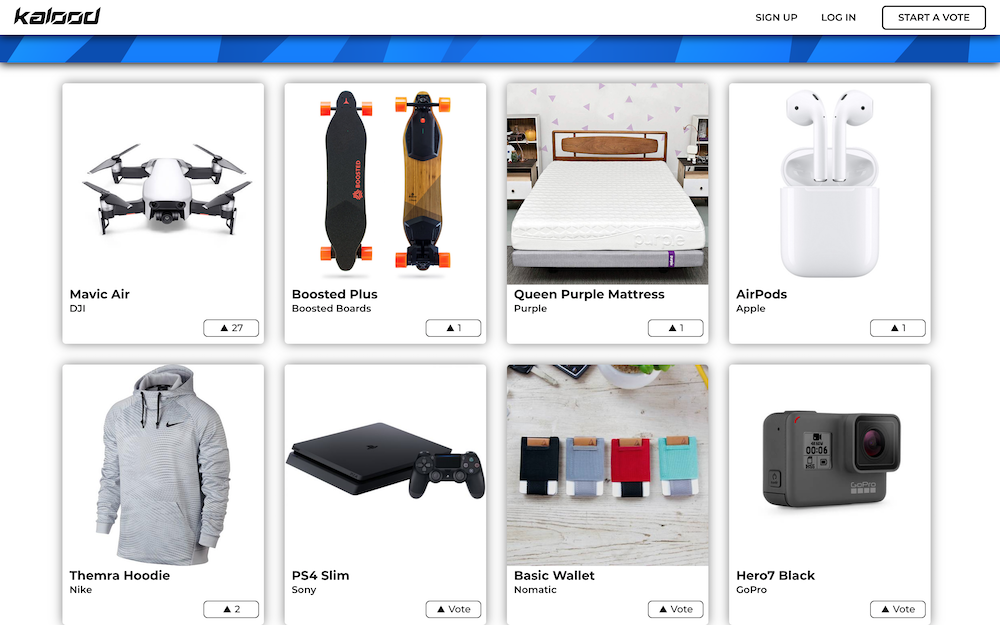 kalood
SIGN UP
LOG IN
START A VOTE
BOOSTED
purple
Mavic Air
DJI
▲ 27
Boosted Plus
Boosted Boards
▲ 1
Queen Purple Mattress
Purple
▲ 1
AirPods
Apple
▲ 1
00:06
GoPro
Themra Hoodie
Nike
▲ 2
PS4 Slim
Sony
▲ Vote
Basic Wallet
Nomatic
▲ Vote
Hero7 Black
GoPro
▲ Vote